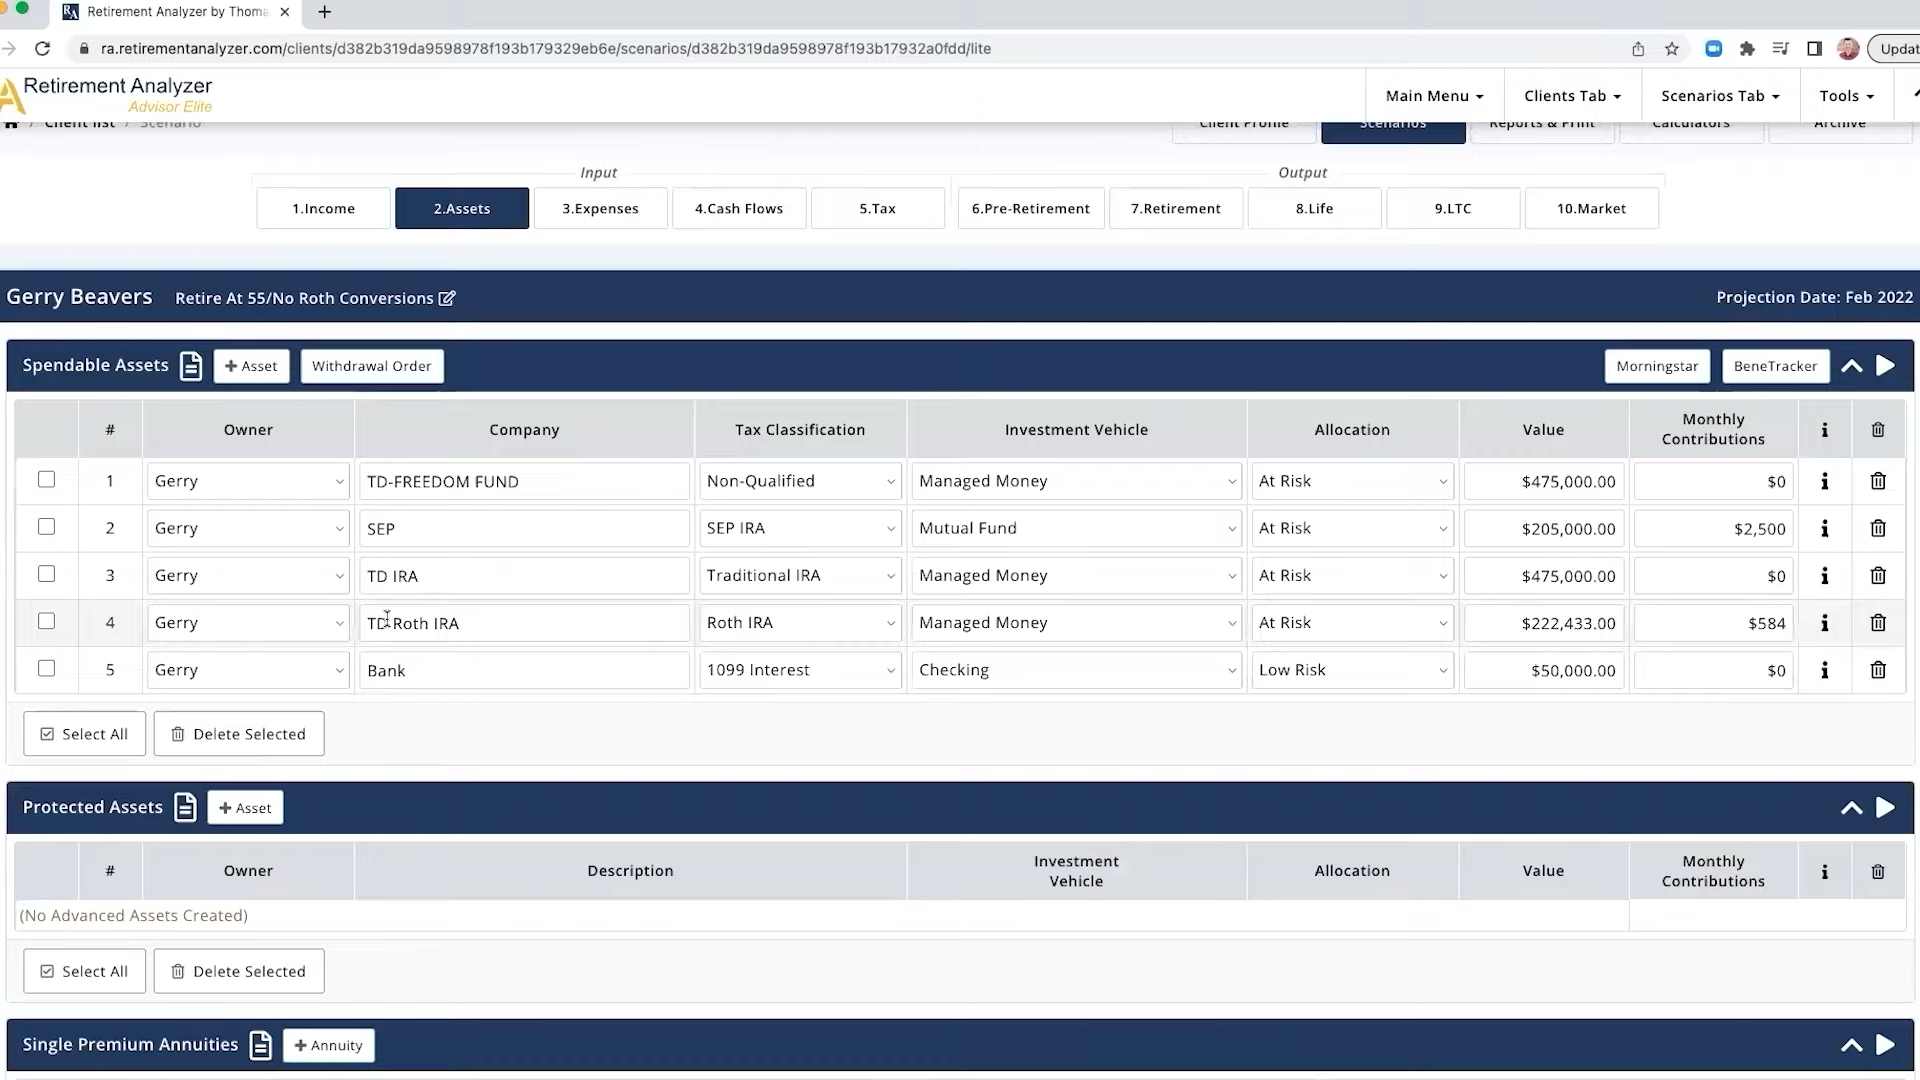 Retirement Analyzer by Thoma
ra.retirementanalyzer.com/clients/d382b319da9598978f193b179329eb6e/scenarios/d382b319da9598978f193b17932a0fdd/lite
Updat
Retirement Analyzer
Advisor Elite
Main Menu
Clients Tab
Scenarios Tab
Tools
/ Client list / Scenario
Client Profile
Scenarios
Reports & Print
Calculators
Archive
Input
Output
1.Income
2.Assets
3.Expenses
4.Cash Flows
5.Tax
6.Pre-Retirement
7.Retirement
8.Life
9.LTC
10.Market
Gerry Beavers Retire At 55/No Roth Conversions
Projection Date: Feb 2022
Spendable Assets + Asset Withdrawal Order
Morningstar BeneTracker
# Owner Company Tax Classification Investment Vehicle Allocation Value Monthly Contributions
1 Gerry TD-FREEDOM FUND Non-Qualified Managed Money At Risk $475,000.00 $0
2 Gerry SEP SEP IRA Mutual Fund At Risk $205,000.00 $2,500
3 Gerry TD IRA Traditional IRA Managed Money At Risk $475,000.00 $0
4 Gerry TD-Roth IRA Roth IRA Managed Money At Risk $222,433.00 $584
5 Gerry Bank 1099 Interest Checking Low Risk $50,000.00 $0
Select All Delete Selected
Protected Assets + Asset
# Owner Description Investment Vehicle Allocation Value Monthly Contributions
(No Advanced Assets Created)
Select All Delete Selected
Single Premium Annuities + Annuity